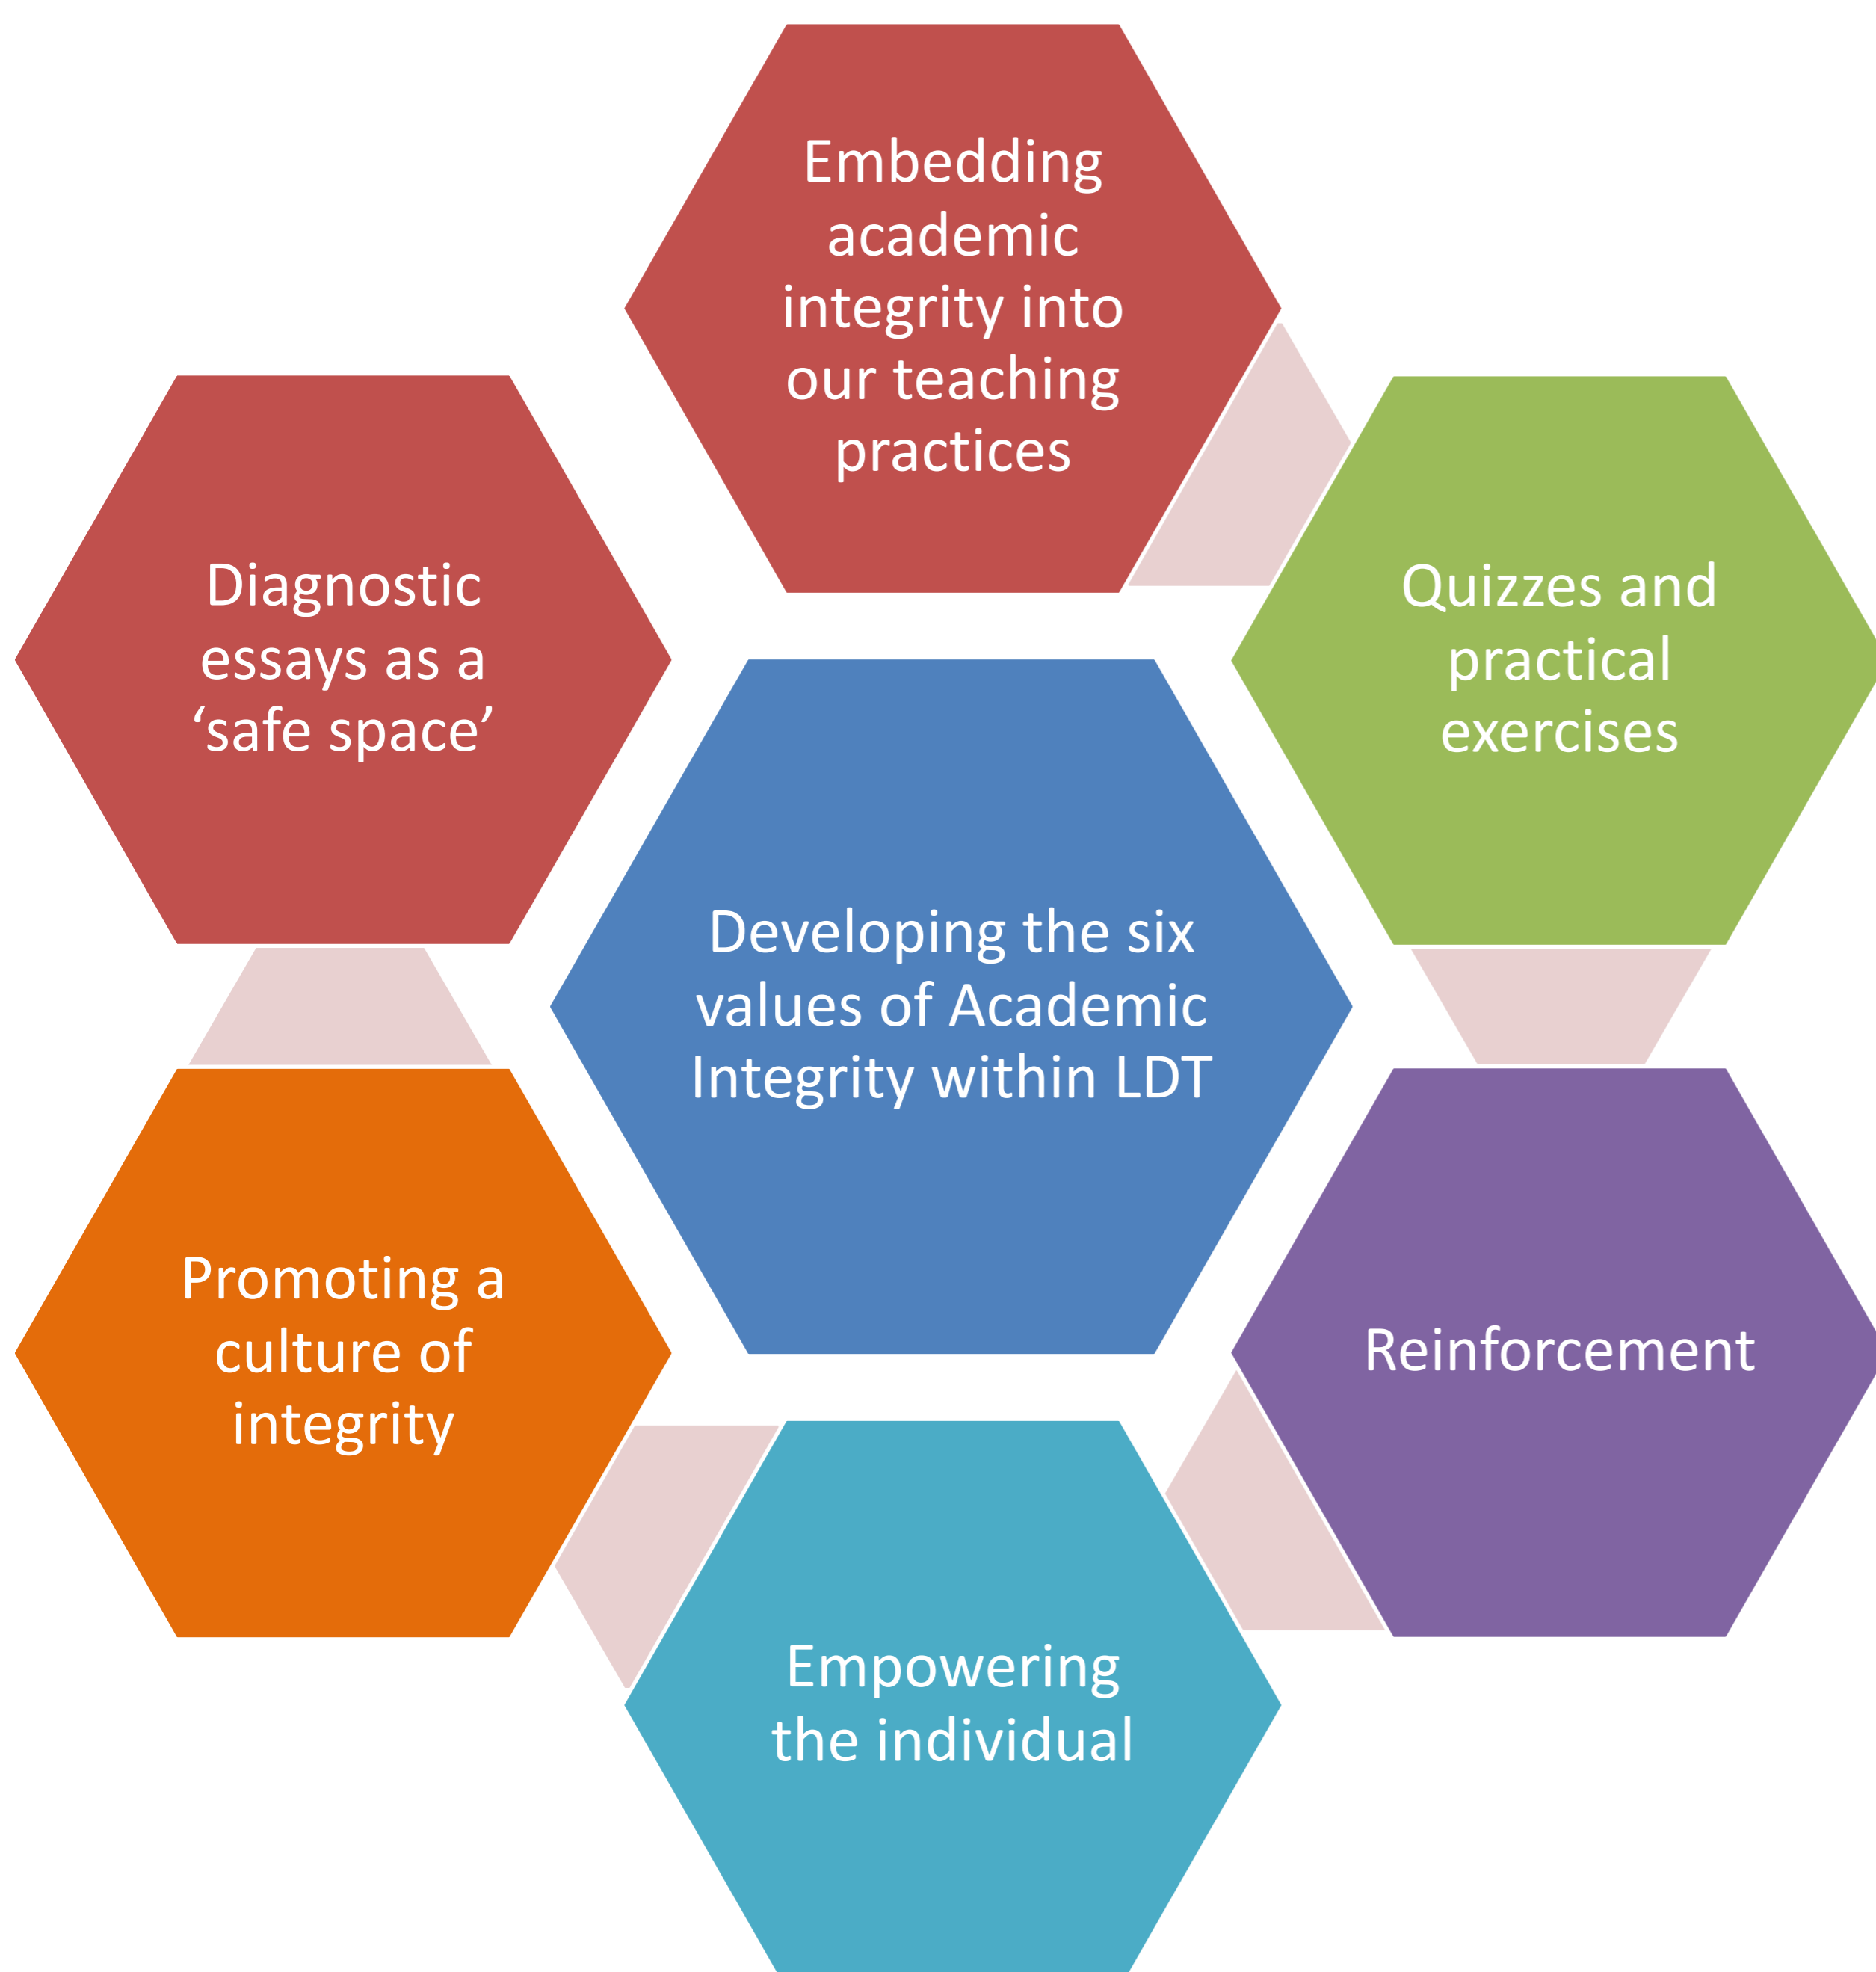 Embedding
academic
integrity into
our teaching
practices
Diagnostic
essays as a
‘safe space’
Quizzes and
practical
exercises
Developing the six
values of Academic
Integrity within LDT
Promoting a
culture of
integrity
Reinforcement
Empowering
the individual